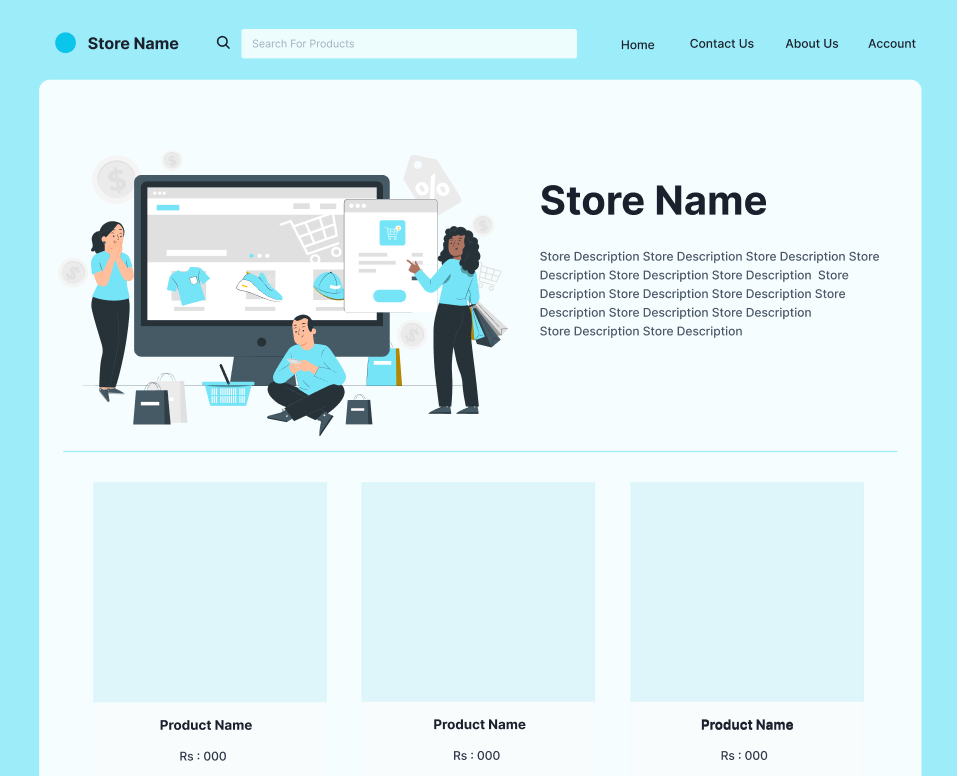 Store Name
Search For Products
Home
Contact Us
About Us
Account
$
$
%
$
$
$
Store Name
Store Description Store Description Store Description Store
Description Store Description Store Description  Store
Description Store Description Store Description Store
Description Store Description Store Description
Store Description Store Description
Product Name
Product Name
Product Name
Rs : 000
Rs : 000
Rs : 000